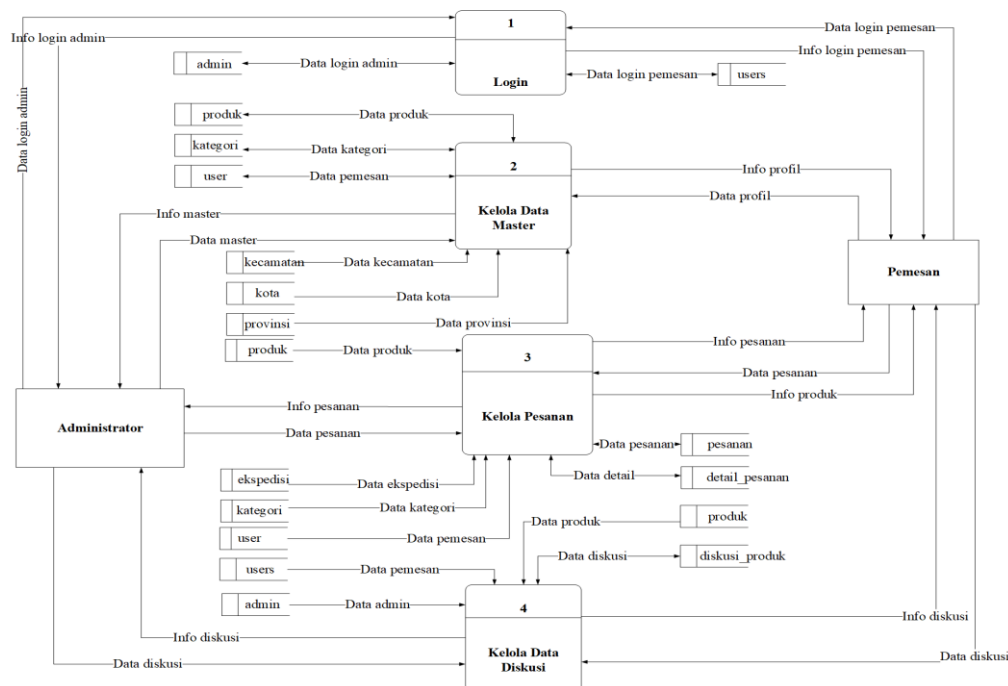 1
Data login pemesan
Info login admin
Info login pemesan
admin
Data login admin
Data login pemesan
users
Login
Data login admin
produk
Data produk
kategori
Data kategori
2
Info profil
user
Data pemesan
Data profil
Kelola Data
Master
Info master
Data master
kecamatan
Data kecamatan
Pemesan
kota
Data kota
provinsi
Data provinsi
produk
Data produk
3
Info pesanan
Data pesanan
Info produk
Info pesanan
Kelola Pesanan
Administrator
Data pesanan
Data pesanan
pesanan
Data detail
detail_pesanan
ekspedisi
Data ekspedisi
kategori
Data kategori
Data produk
produk
user
Data pemesan
Data diskusi
diskusi_produk
users
Data pemesan
admin
Data admin
4
Info diskusi
Info diskusi
Kelola Data
Diskusi
Data diskusi
Data diskusi